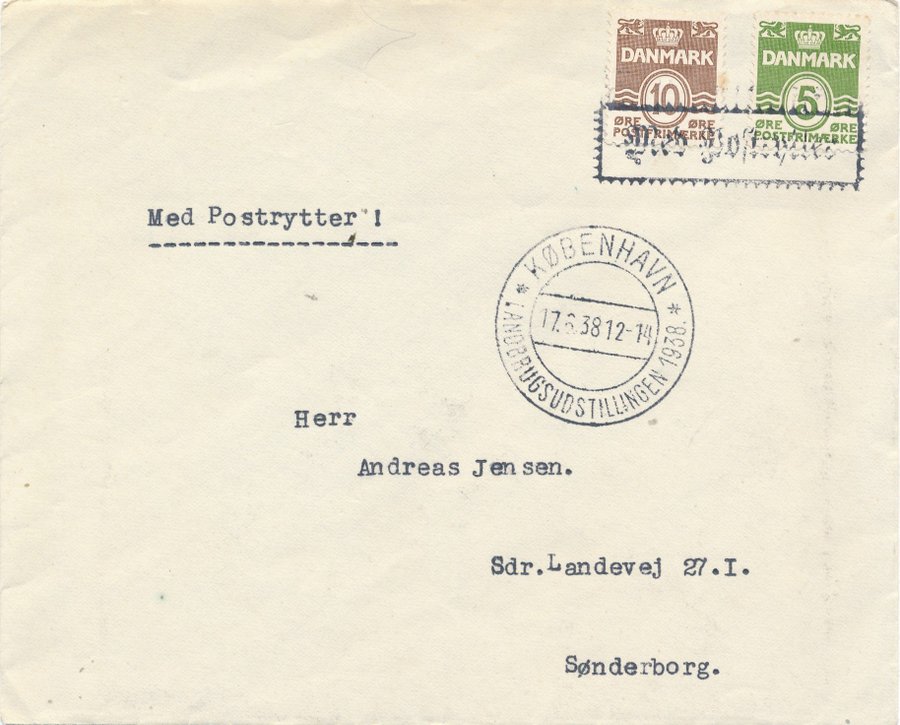 DANMARK
10
ØRE ØRE
POSTFRIMÆRKE
DANMARK
5
ØRE ØRE
POSTFRIMÆRKE
Med
Med Postrytter !
* KØBENHAVN *
17.6.38 12-14
LANDBRUGSUDSTILLINGEN 1938.
Herr
Andreas Jensen.
Sdr.Landevej 27.I.
Sønderborg.